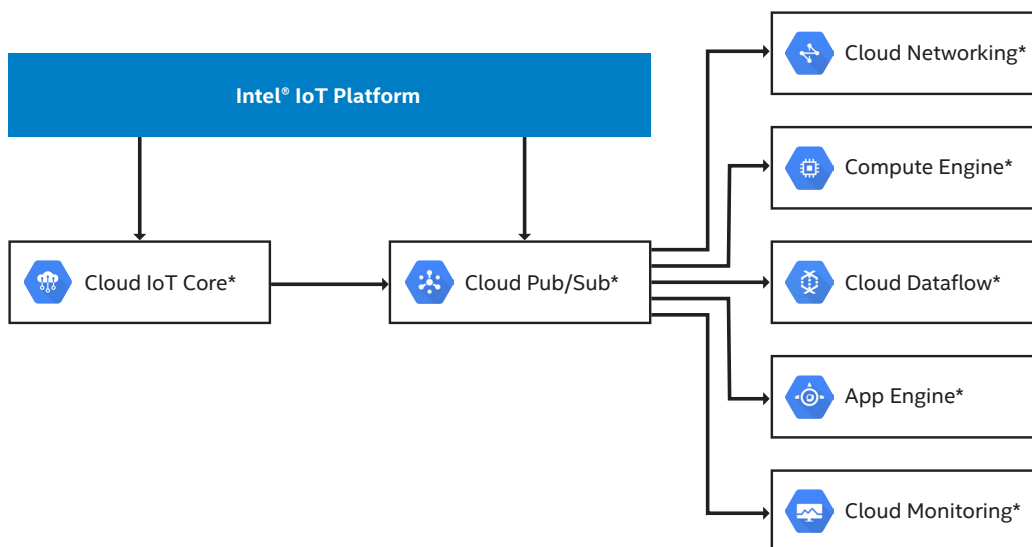 Intel® IoT Platform
Cloud IoT Core*
Cloud Pub/Sub*
Cloud Networking*
Compute Engine*
Cloud Dataflow*
App Engine*
Cloud Monitoring*